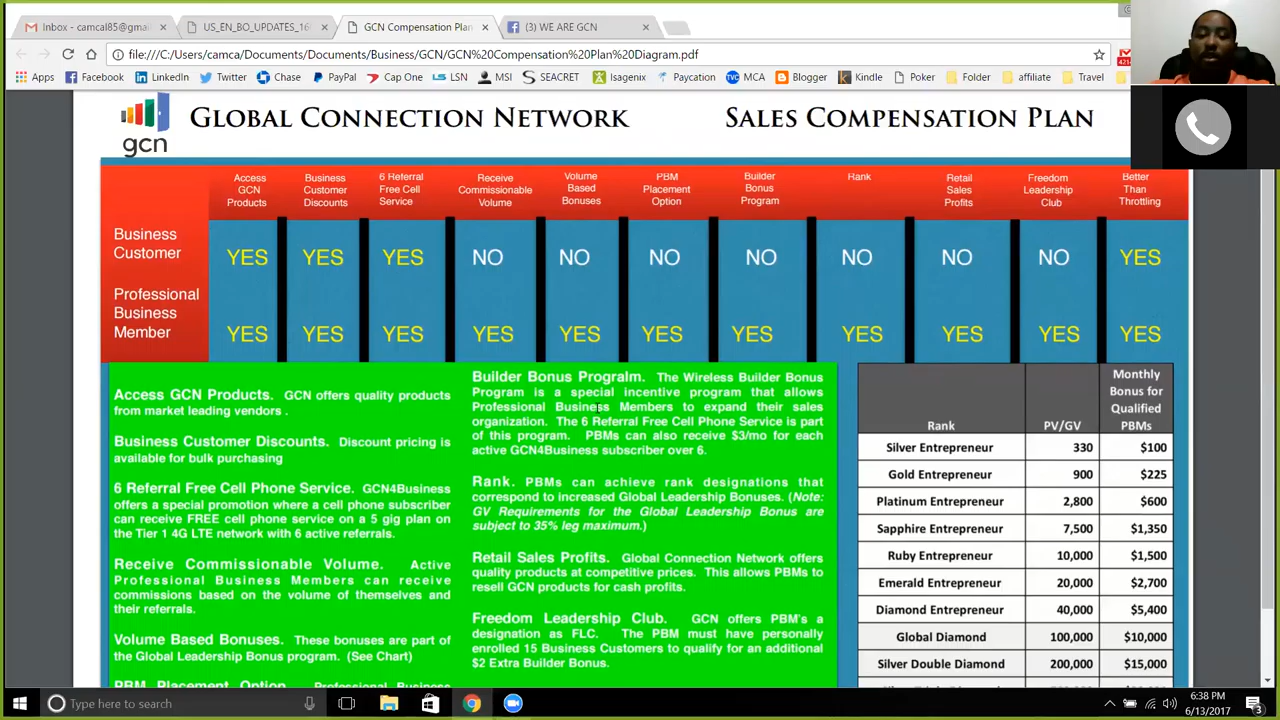 Inbox - camcal85@gmai
US_EN_BO_UPDATES_16
GCN Compensation Plan
(3) WE ARE GCN
file:///C:/Users/camca/Documents/Documents/Business/GCN/GCN%20Compensation%20Plan%20Diagram.pdf
Apps Facebook LinkedIn Twitter Chase PayPal Cap One LSN MSI SEACRET Isagenix Paycation MCA Blogger Kindle Poker Folder affiliate Travel
gcn
GLOBAL CONNECTION NETWORK
SALES COMPENSATION PLAN
Access GCN Products
Business Customer Discounts
6 Referral Free Cell Service
Receive Commissionable Volume
Volume Based Bonuses
PBM Placement Option
Builder Bonus Program
Rank
Retail Sales Profits
Freedom Leadership Club
Better Than Throttling
Business Customer
YES YES YES NO NO NO NO NO NO NO YES
Professional Business Member
YES YES YES YES YES YES YES YES YES YES YES
Access GCN Products. GCN offers quality products
from market leading vendors .
Business Customer Discounts. Discount pricing is
available for bulk purchasing
6 Referral Free Cell Phone Service. GCN4Business
offers a special promotion where a cell phone subscriber
can receive FREE cell phone service on a 5 gig plan on
the Tier 1 4G LTE network with 6 active referrals.
Receive Commissionable Volume. Active
Professional Business Members can receive
commissions based on the volume of themselves and
their referrals.
Volume Based Bonuses. These bonuses are part of
the Global Leadership Bonus program. (See Chart)
PBM Placement Option. Professional Business
Builder Bonus Progralm. The Wireless Builder Bonus
Program is a special incentive program that allows
Professional Business Members to expand their sales
organization. The 6 Referral Free Cell Phone Service is part
of this program. PBMs can also receive $3/mo for each
active GCN4Business subscriber over 6.
Rank. PBMs can achieve rank designations that
correspond to increased Global Leadership Bonuses. (Note:
GV Requirements for the Global Leadership Bonus are
subject to 35% leg maximum.)
Retail Sales Profits. Global Connection Network offers
quality products at competitive prices. This allows PBMs to
resell GCN products for cash profits.
Freedom Leadership Club. GCN offers PBM's a
designation as FLC. The PBM must have personally
enrolled 15 Business Customers to qualify for an additional
$2 Extra Builder Bonus.
Rank PV/GV Monthly Bonus for Qualified PBMs
Silver Entrepreneur 330 $100
Gold Entrepreneur 900 $225
Platinum Entrepreneur 2,800 $600
Sapphire Entrepreneur 7,500 $1,350
Ruby Entrepreneur 10,000 $1,500
Emerald Entrepreneur 20,000 $2,700
Diamond Entrepreneur 40,000 $5,400
Global Diamond 100,000 $10,000
Silver Double Diamond 200,000 $15,000
Type here to search
6:38 PM
6/13/2017
3